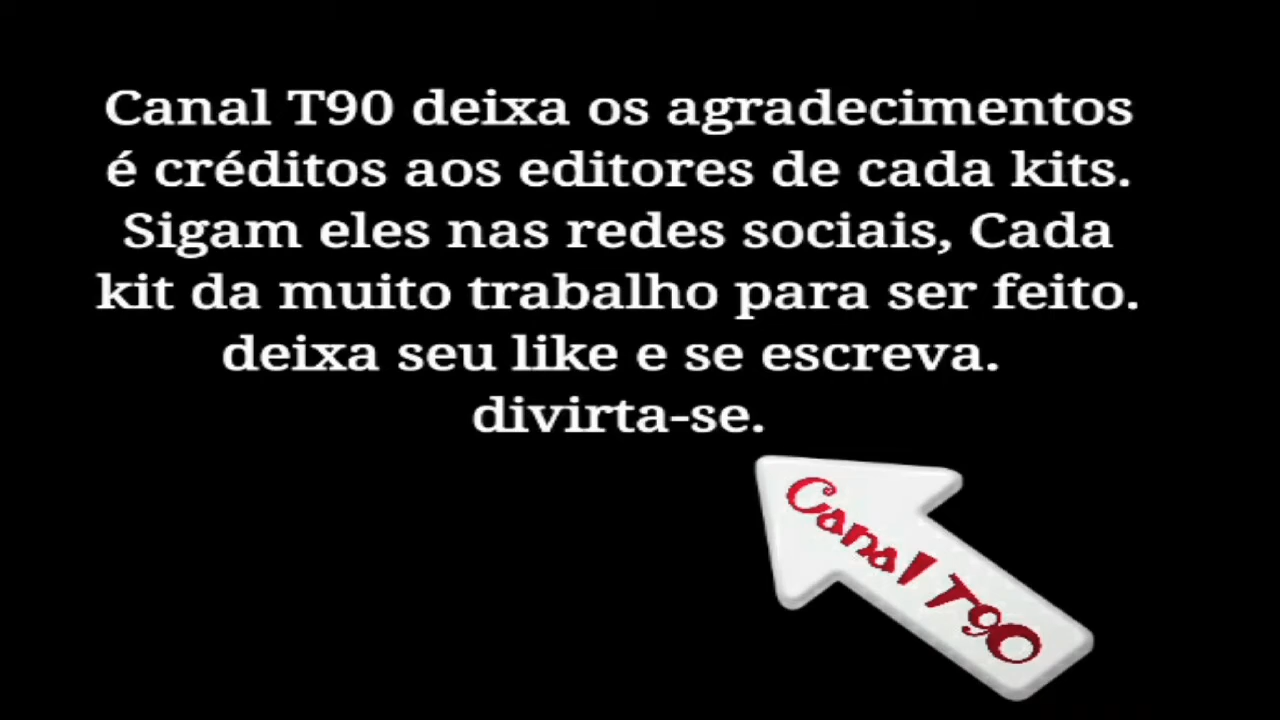 Canal T90 deixa os agradecimentos
é créditos aos editores de cada kits.
Sigam eles nas redes sociais, Cada
kit da muito trabalho para ser feito.
deixa seu like e se escreva.
divirta-se.
Canal T90